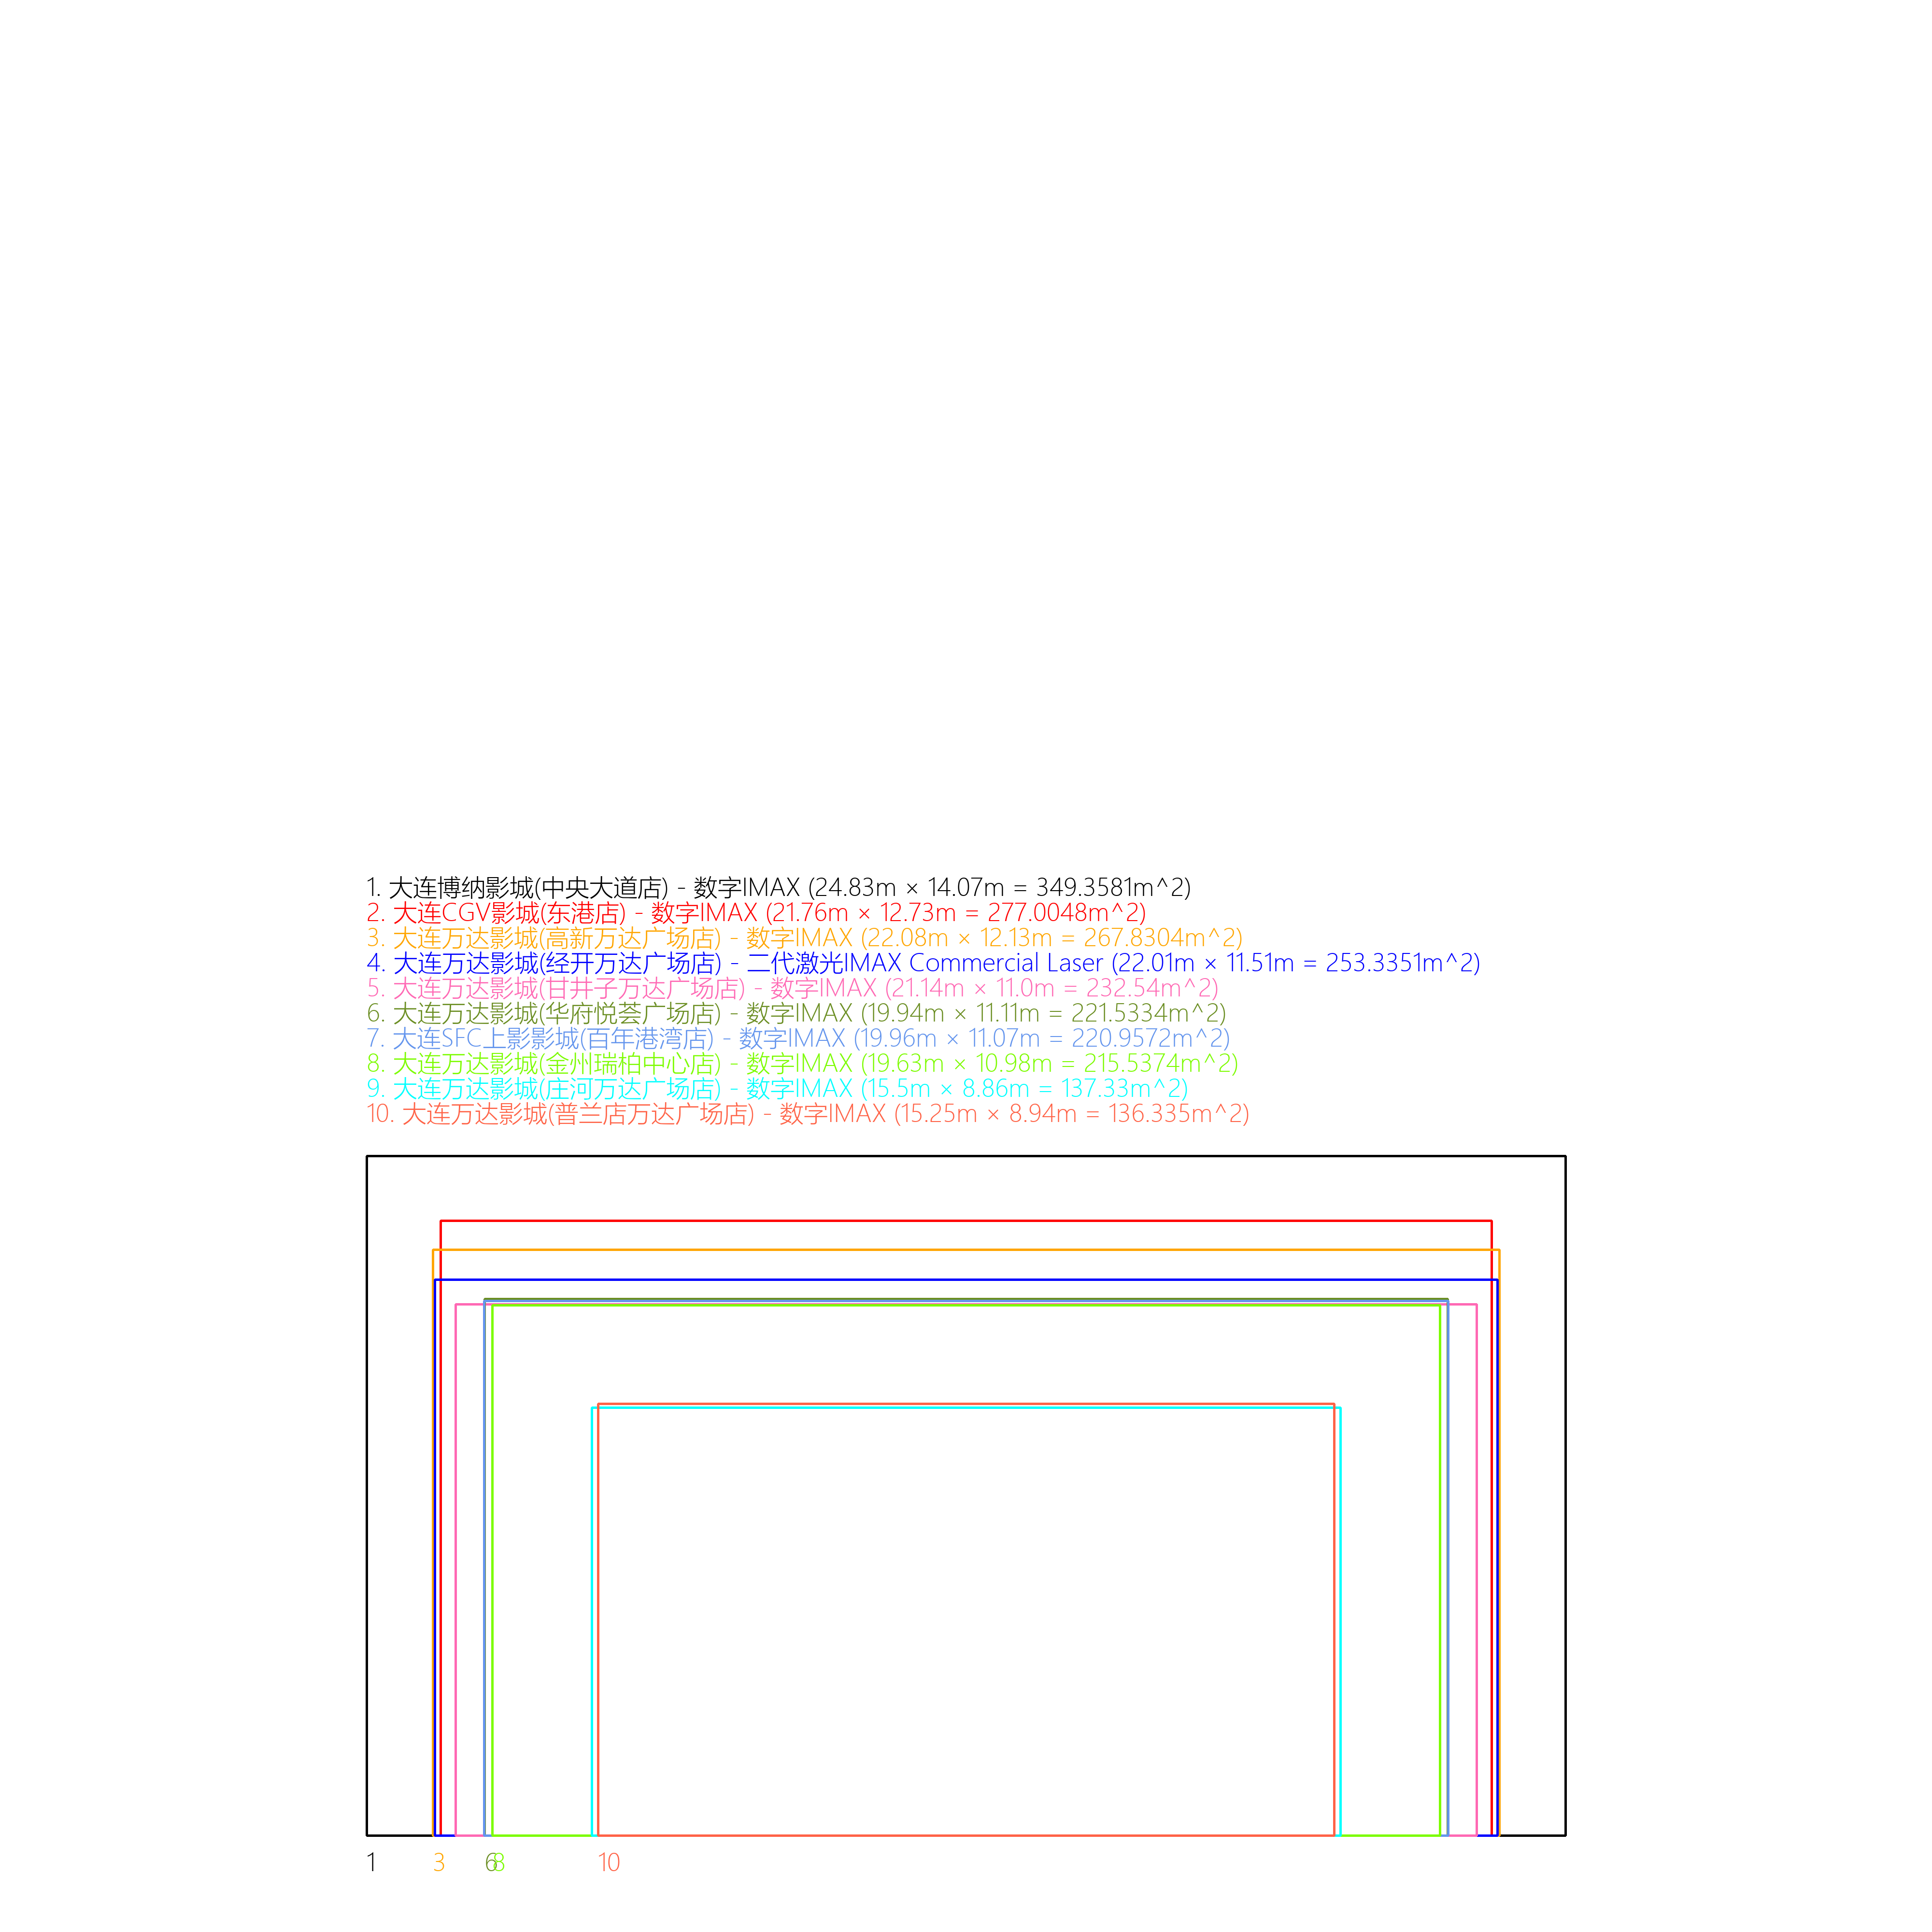 1. 大连博纳影城(中央大道店) - 数字IMAX (24.83m × 14.07m = 349.3581m^2)
2. 大连CGV影城(东港店) - 数字IMAX (21.76m × 12.73m = 277.0048m^2)
3. 大连万达影城(高新万达广场店) - 数字IMAX (22.08m × 12.13m = 267.8304m^2)
4. 大连万达影城(经开万达广场店) - 二代激光IMAX Commercial Laser (22.01m × 11.51m = 253.3351m^2)
5. 大连万达影城(甘井子万达广场店) - 数字IMAX (21.14m × 11.0m = 232.54m^2)
6. 大连万达影城(华府悦荟广场店) - 数字IMAX (19.94m × 11.11m = 221.5334m^2)
7. 大连SFC上影影城(百年港湾店) - 数字IMAX (19.96m × 11.07m = 220.9572m^2)
8. 大连万达影城(金州瑞柏中心店) - 数字IMAX (19.63m × 10.98m = 215.5374m^2)
9. 大连万达影城(庄河万达广场店) - 数字IMAX (15.5m × 8.86m = 137.33m^2)
10. 大连万达影城(普兰店万达广场店) - 数字IMAX (15.25m × 8.94m = 136.335m^2)
1 3 6 8 10